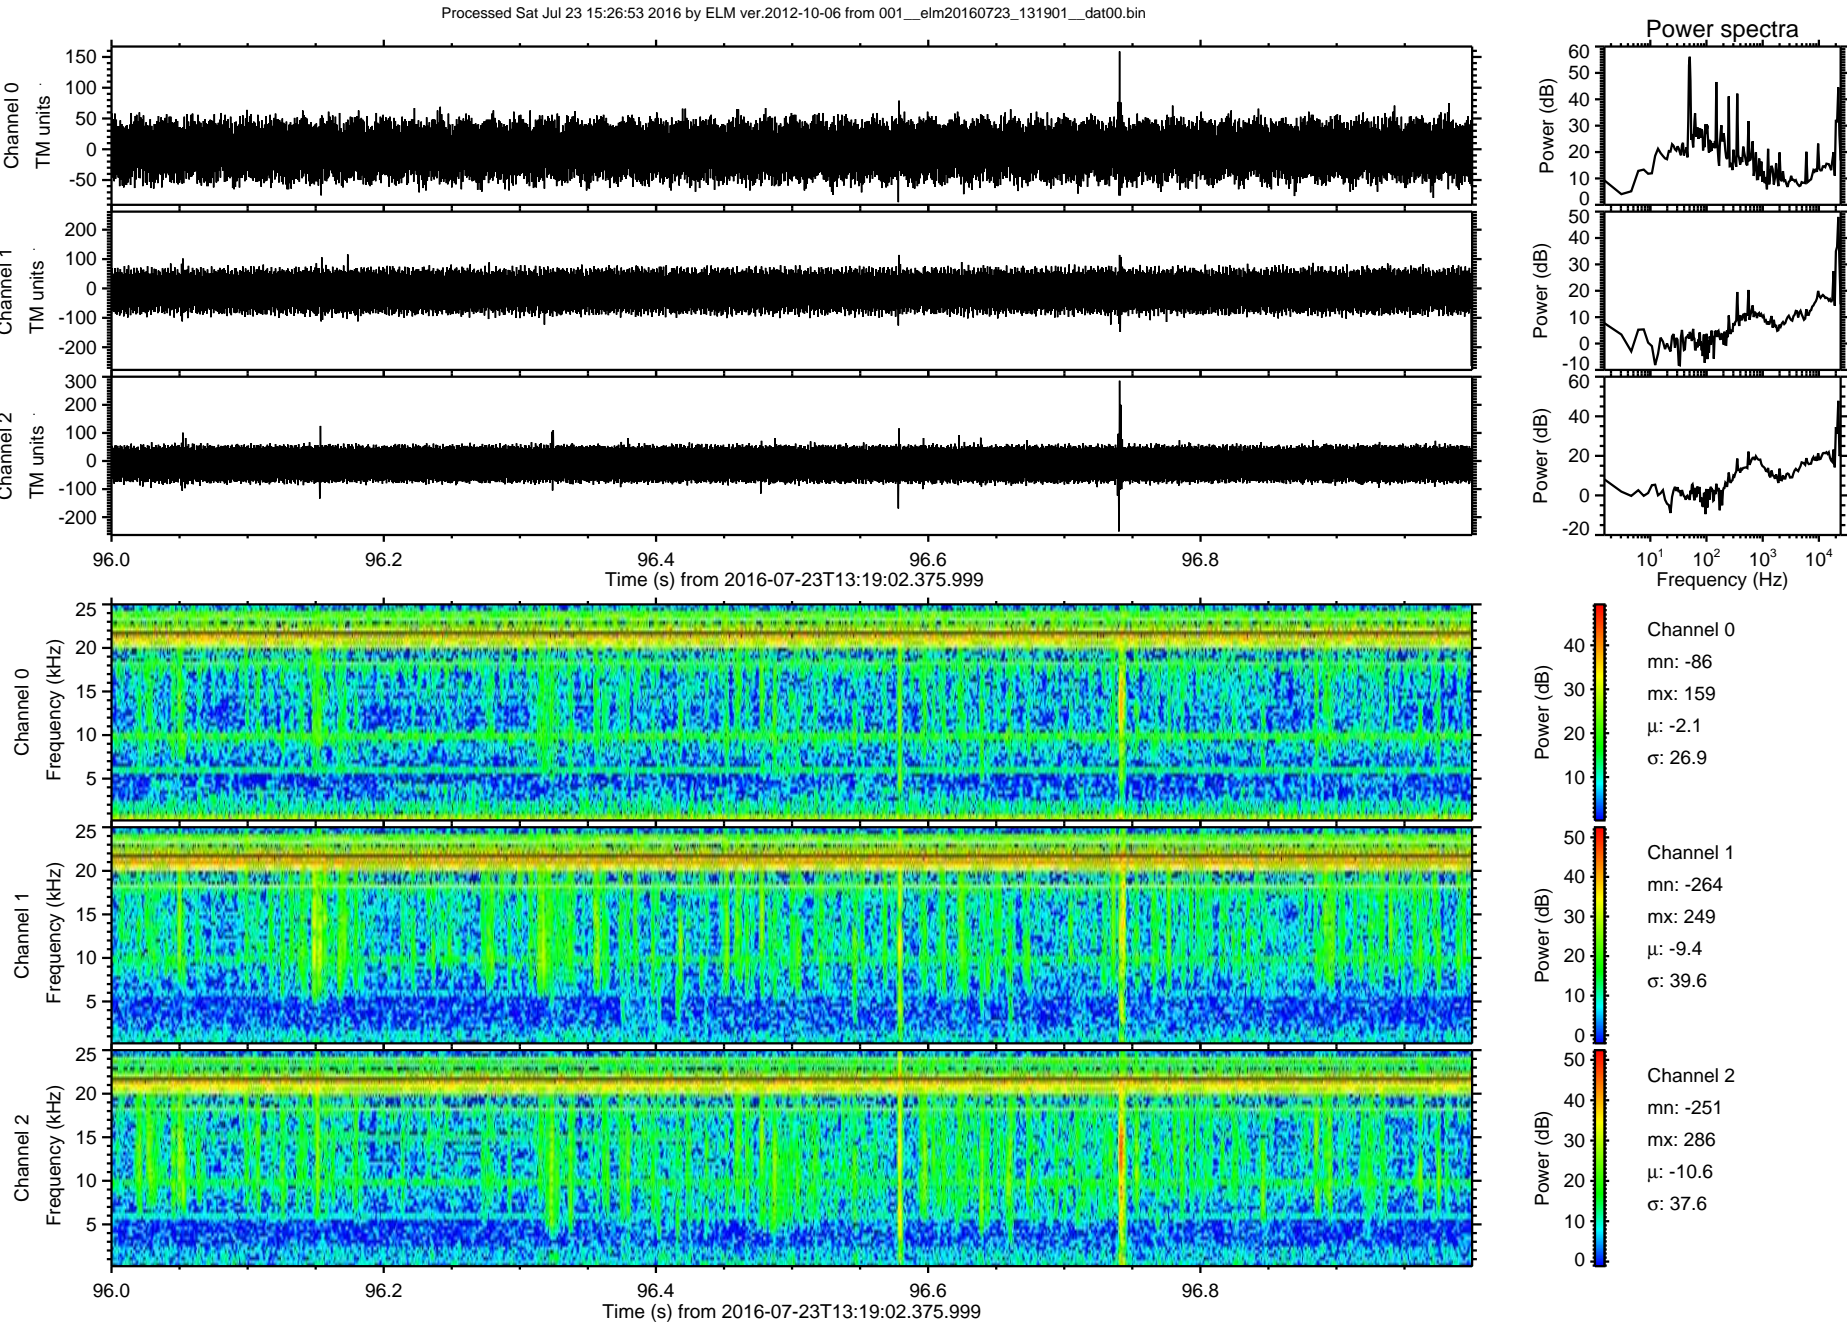 Processed Sat Jul 23 15:26:53 2016 by ELM ver.2012-10-06 from 001__elm20160723_131901__dat00.bin
Power spectra
Channel 0
TM units
150
100
50
0
-50
Power (dB)
60
50
40
30
20
10
0
Channel 1
TM units
200
100
0
-100
-200
Power (dB)
50
40
30
20
10
0
-10
Channel 2
TM units
300
200
100
0
-100
-200
Power (dB)
60
40
20
0
-20
96.0 96.2 96.4 96.6 96.8
Time (s) from 2016-07-23T13:19:02.375.999
10¹ 10² 10³ 10⁴
Frequency (Hz)
Channel 0
Frequency (kHz)
25
20
15
10
5
Power (dB)
40
30
20
10
Channel 0
mn: -86
mx: 159
μ: -2.1
σ: 26.9
Channel 1
Frequency (kHz)
25
20
15
10
5
Power (dB)
50
40
30
20
10
0
Channel 1
mn: -264
mx: 249
μ: -9.4
σ: 39.6
Channel 2
Frequency (kHz)
25
20
15
10
5
Power (dB)
50
40
30
20
10
0
Channel 2
mn: -251
mx: 286
μ: -10.6
σ: 37.6
96.0 96.2 96.4 96.6 96.8
Time (s) from 2016-07-23T13:19:02.375.999